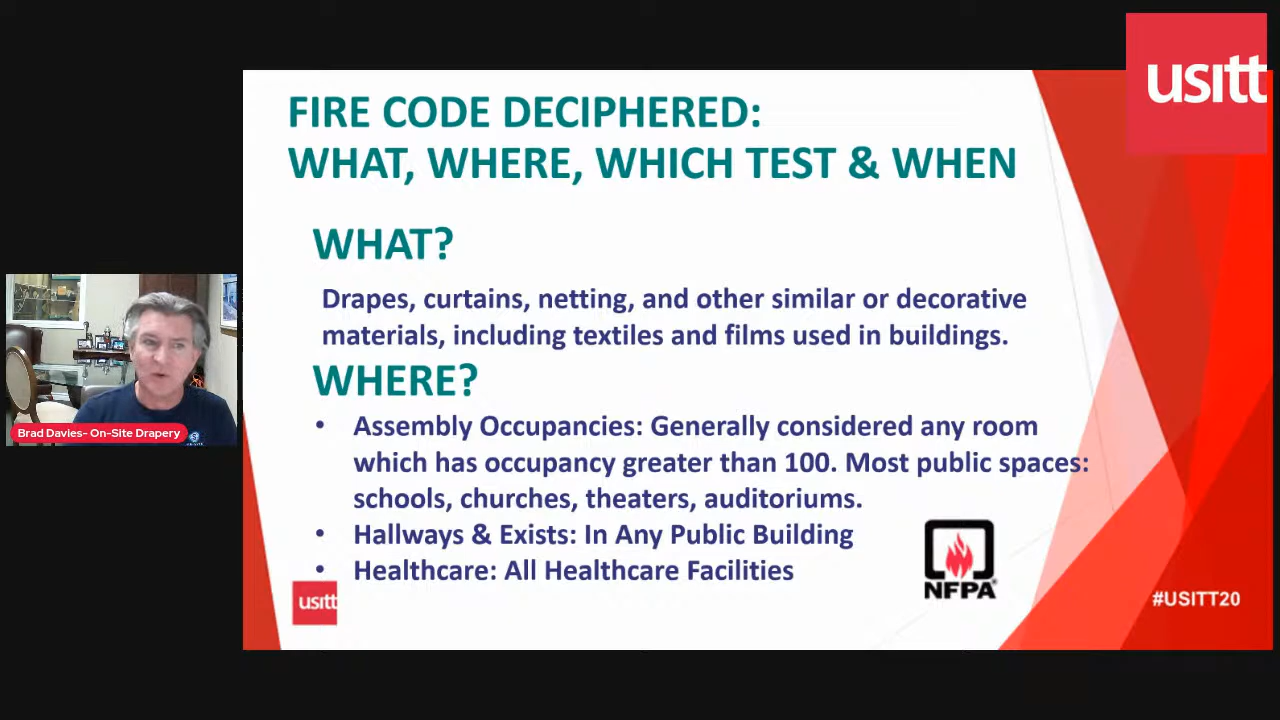 usitt
FIRE CODE DECIPHERED:
WHAT, WHERE, WHICH TEST & WHEN
WHAT?
Drapes, curtains, netting, and other similar or decorative
materials, including textiles and films used in buildings.
WHERE?
• Assembly Occupancies: Generally considered any room
which has occupancy greater than 100. Most public spaces:
schools, churches, theaters, auditoriums.
• Hallways & Exists: In Any Public Building
• Healthcare: All Healthcare Facilities
Brad Davies- On-Site Drapery
NFPA®
usitt
#USITT20